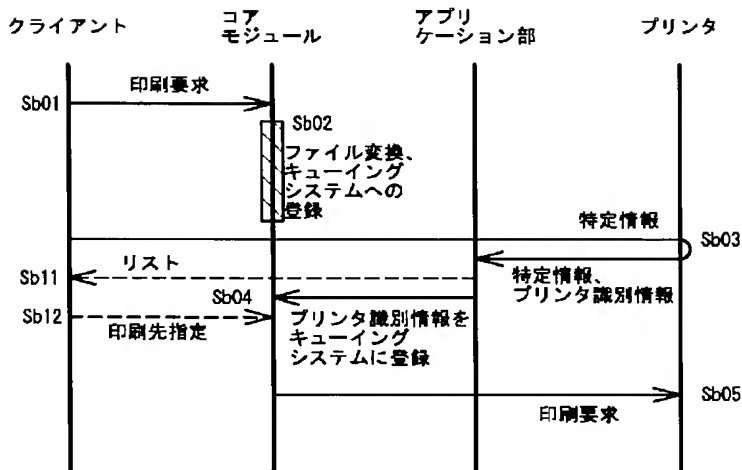 クライアント
コア
モジュール
アプリ
ケーション部
プリンタ
印刷要求
Sb01
Sb02
ファイル変換、
キューイング
システムへの
登録
特定情報
Sb03
リスト
Sb11
特定情報、
プリンタ識別情報
Sb04
Sb12
印刷先指定
プリンタ識別情報を
キューイング
システムに登録
Sb05
印刷要求